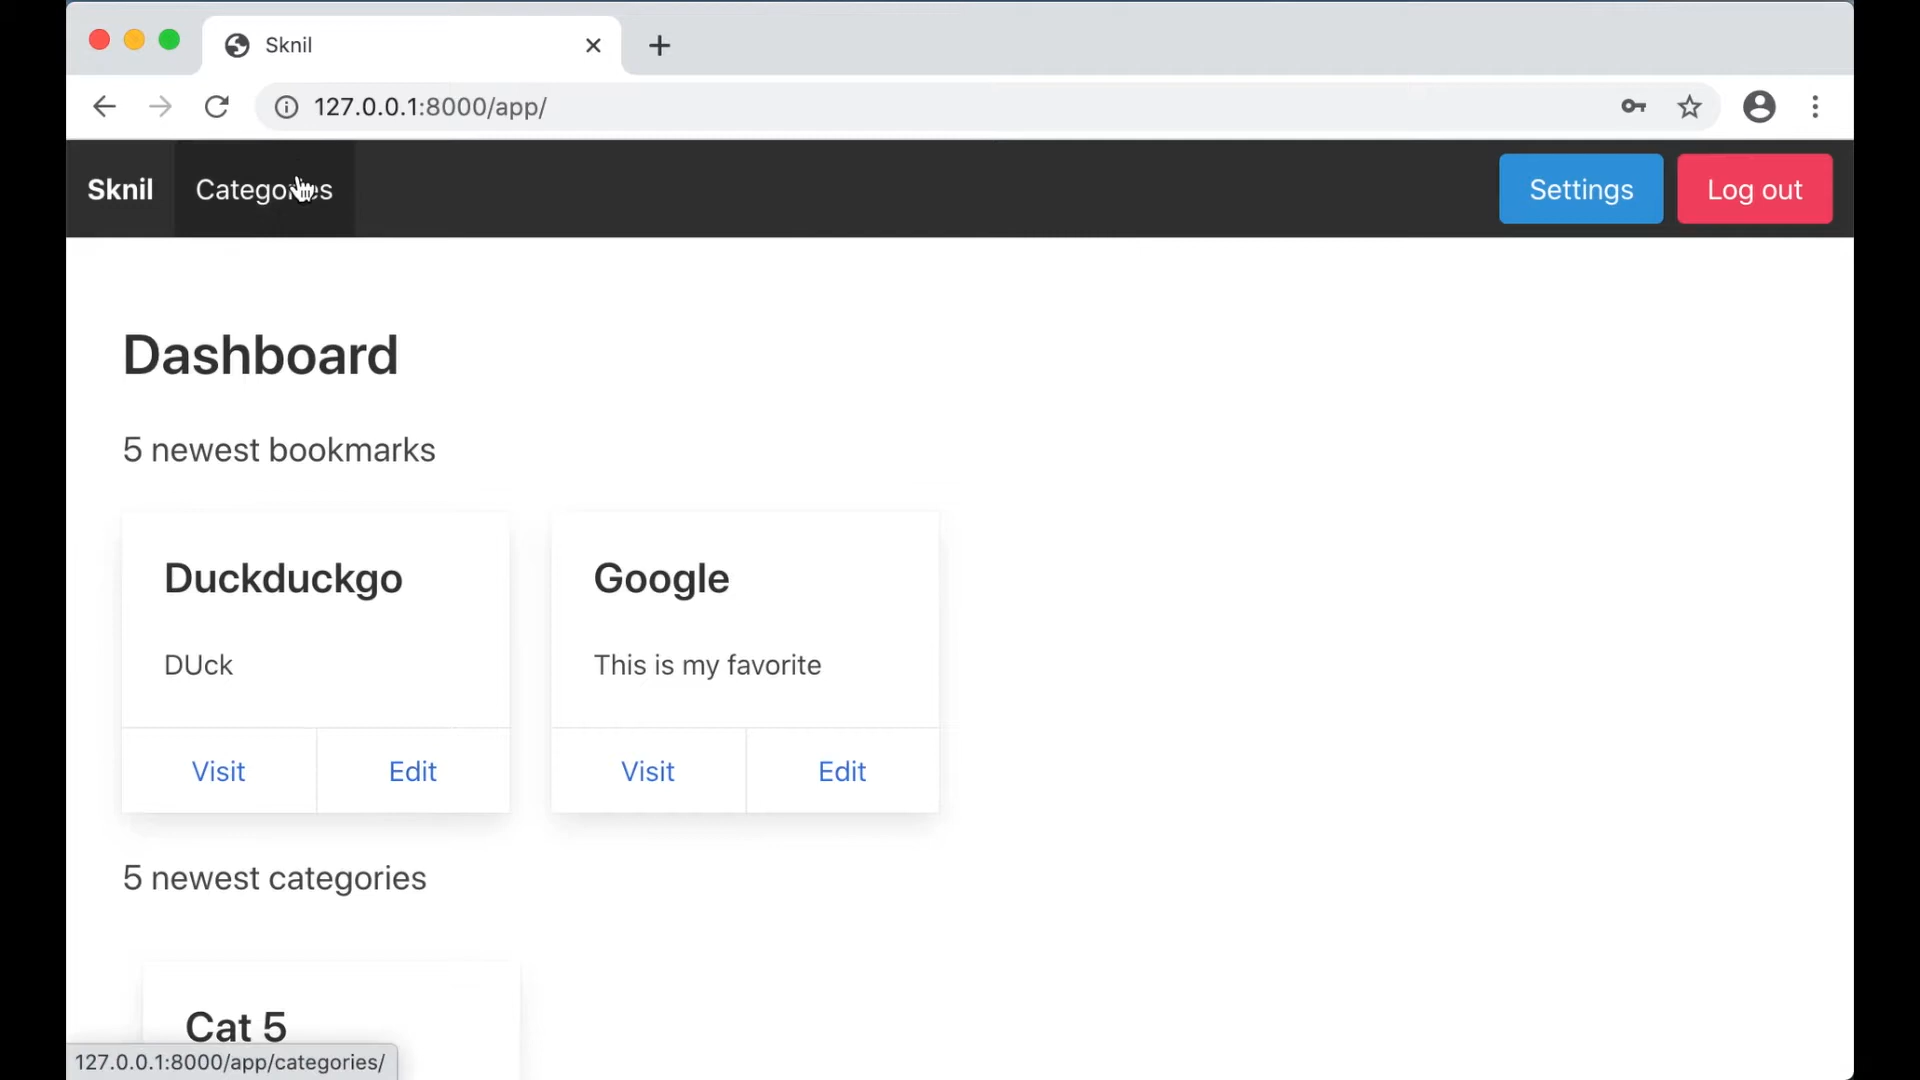 Sknil
127.0.0.1:8000/app/
Sknil
Categories
Settings
Log out
Dashboard
5 newest bookmarks
Duckduckgo
Google
DUck
This is my favorite
Visit
Edit
Visit
Edit
5 newest categories
Cat 5
127.0.0.1:8000/app/categories/